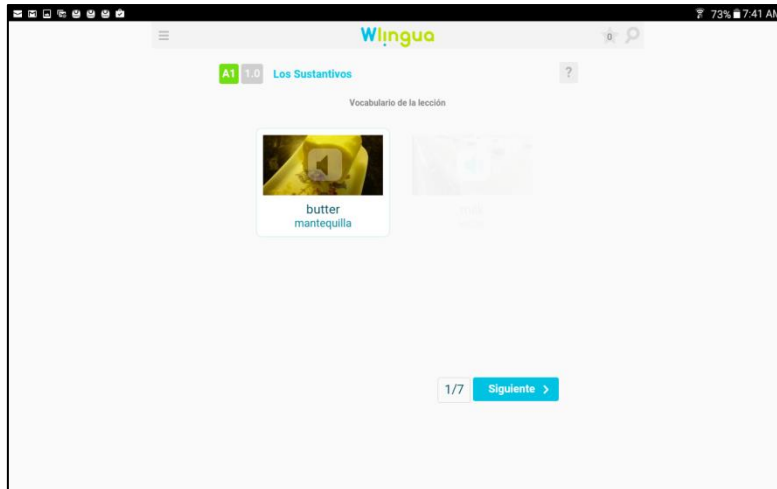 73% 7:41 AM
Wlingua
0
A1 1.0 Los Sustantivos
?
Vocabulario de la lección
butter
mantequilla
1/7 Siguiente